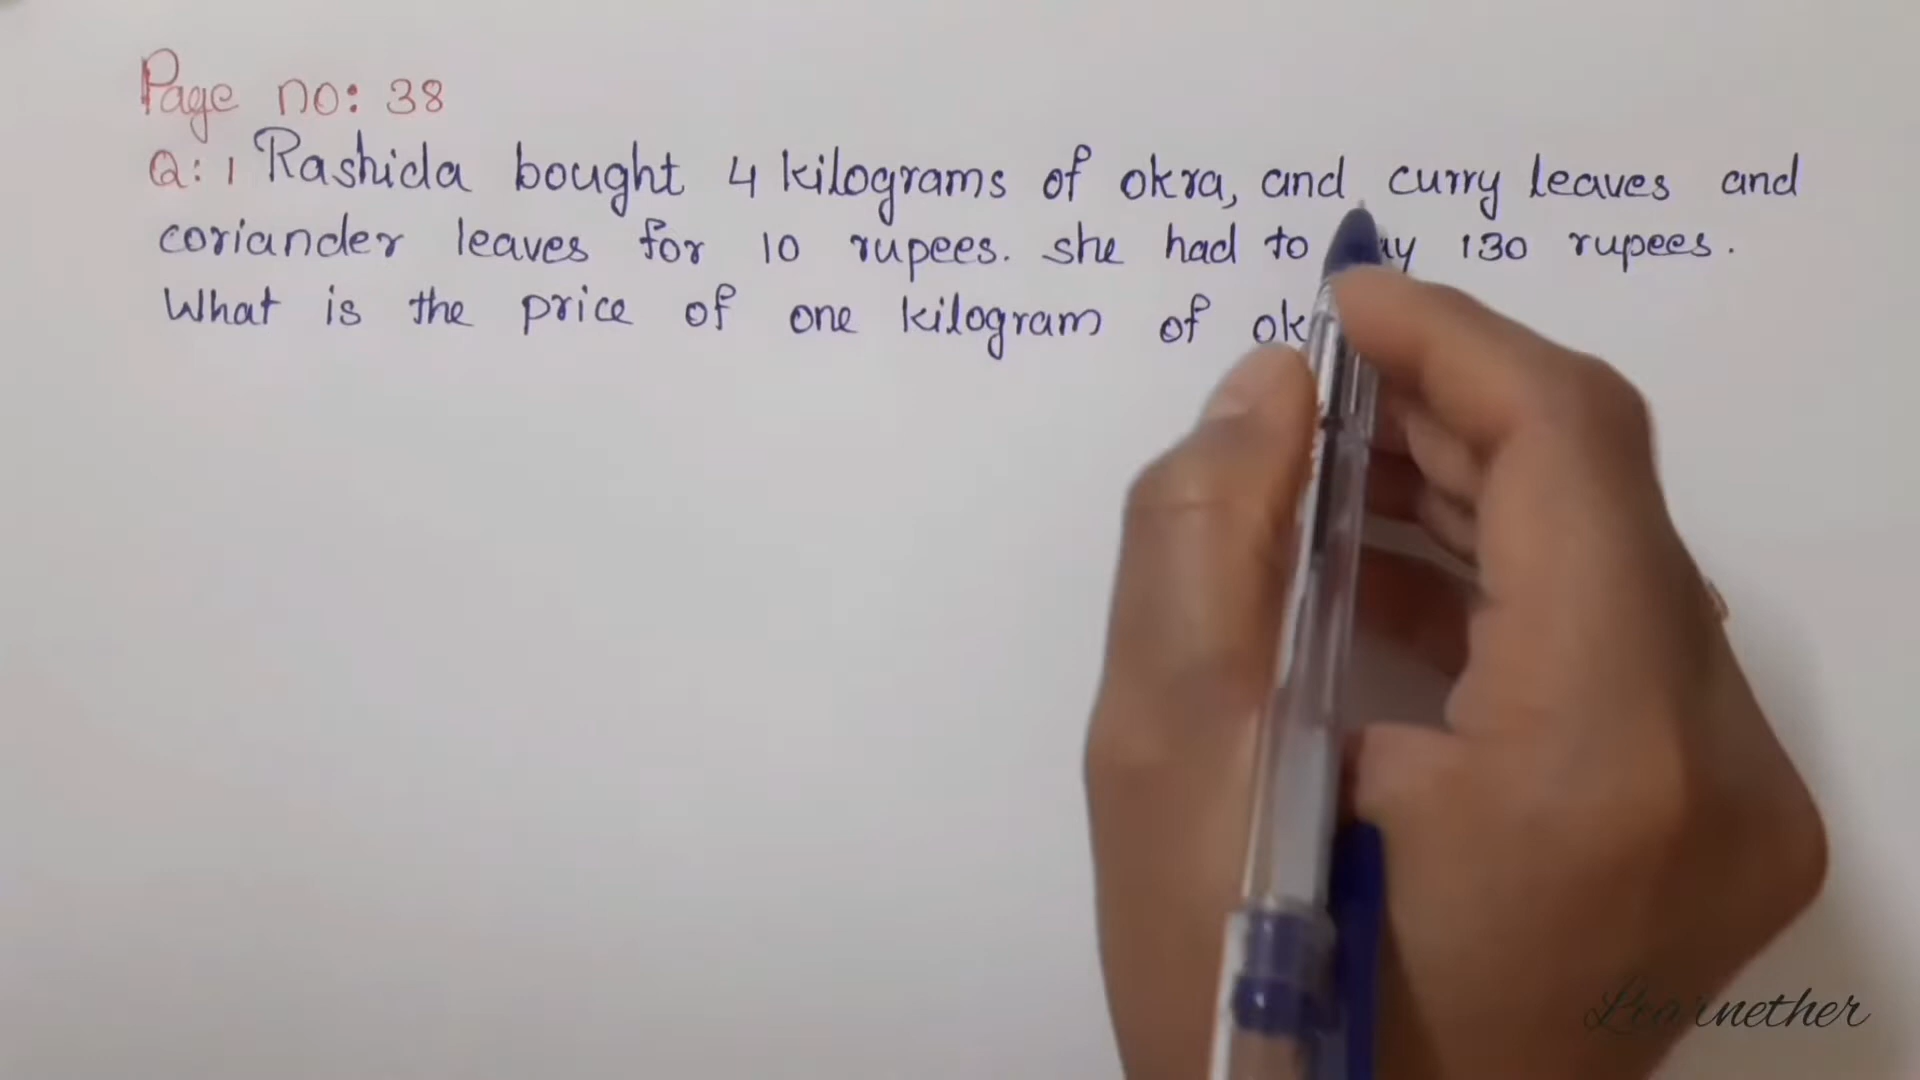 Page no: 38
Q: 1 Rashida bought 4 kilograms of okra, and curry leaves and
coriander leaves for 10 rupees. she had to 130 rupees.
What is the price of one kilogram of
Learnether